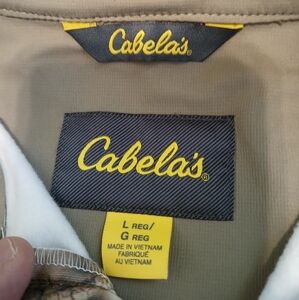 Cabela's
Cabela's®
L REG/
G REG
MADE IN VIETNAM
FABRIQUÉ
AU VIETNAM